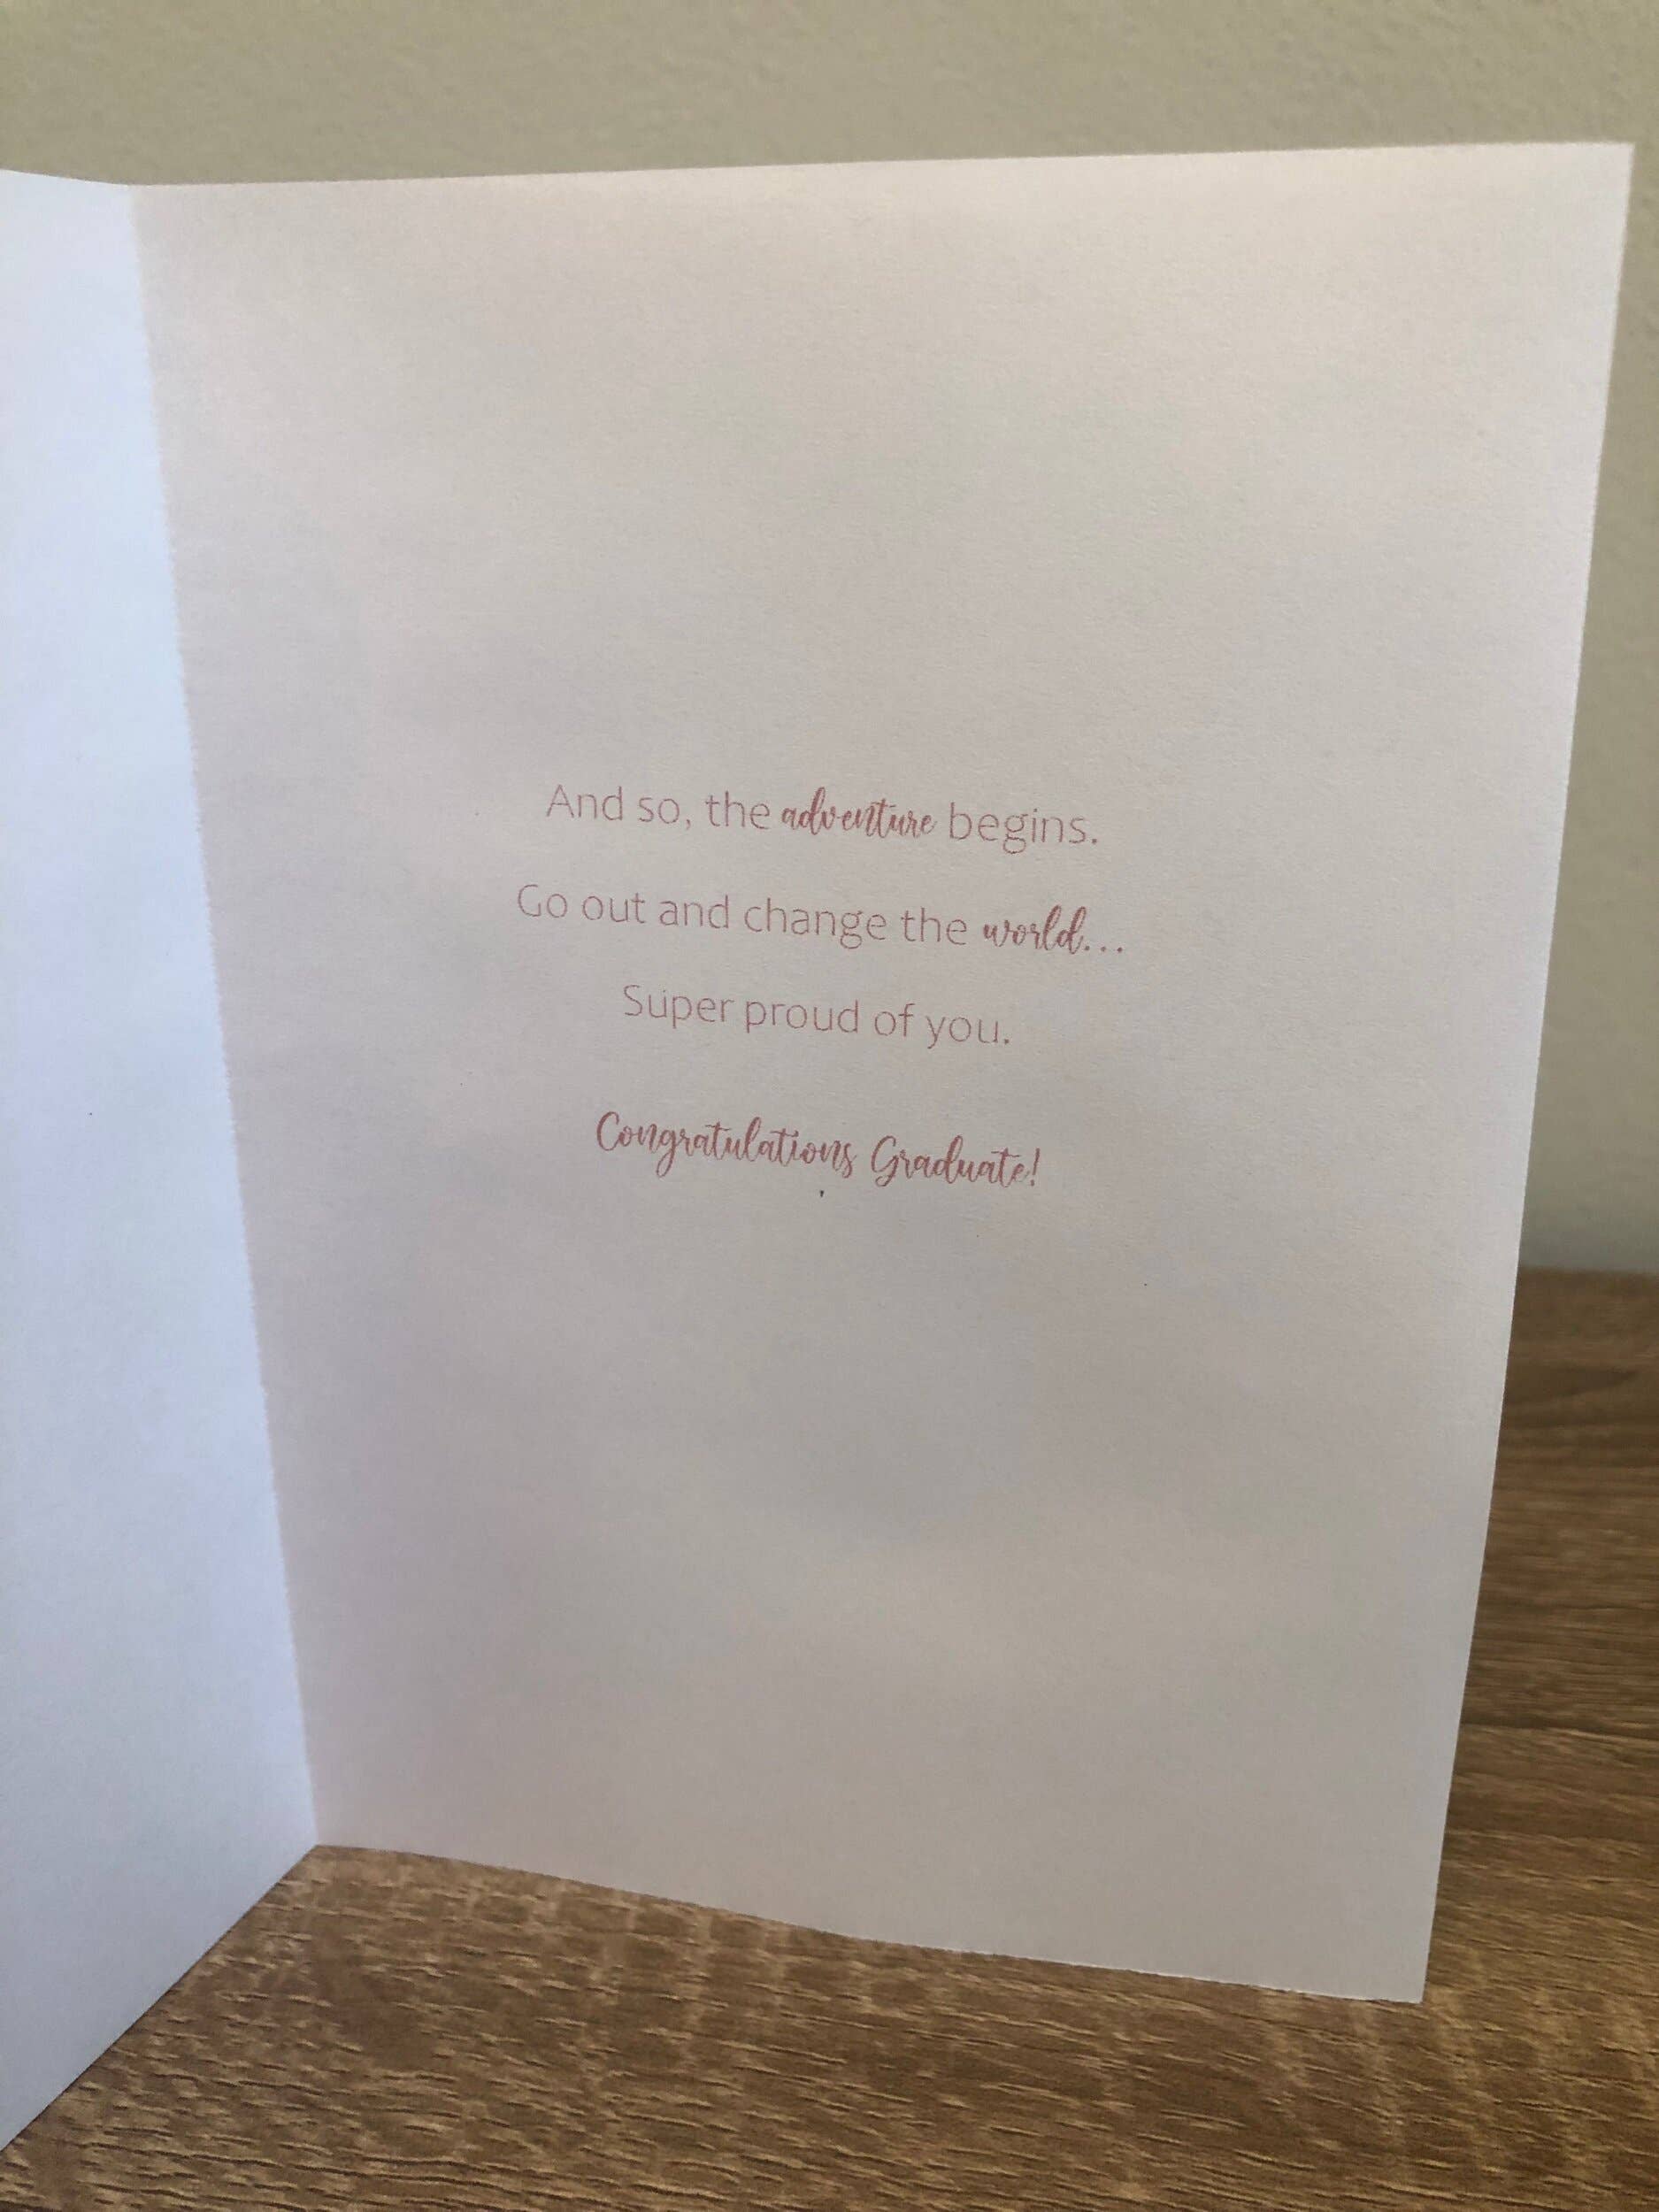 And so, the adventure begins.
Go out and change the world...
Super proud of you.
Congratulations Graduate!